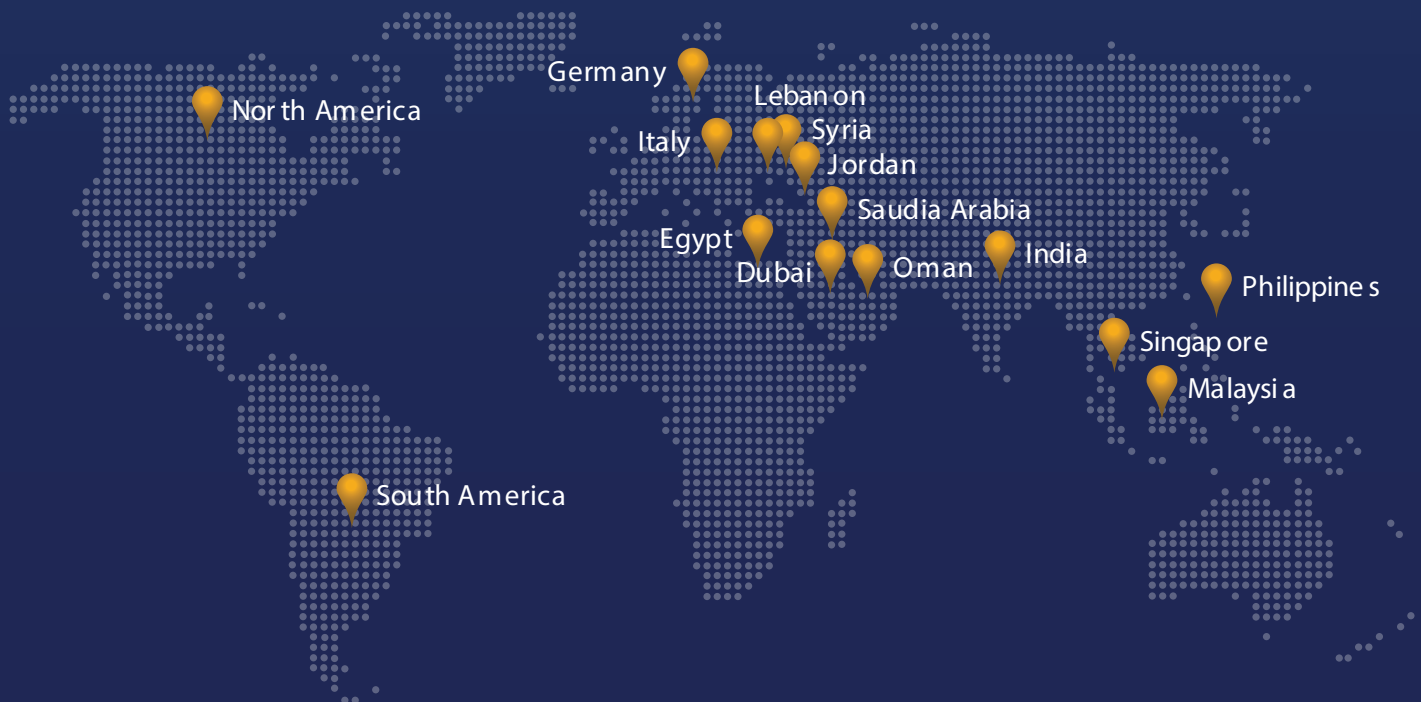 Germany
Lebanon
North America
Syria
Italy
Jordan
Saudia Arabia
Egypt
India
Dubai
Oman
Philippines
Singapore
Malaysia
South America